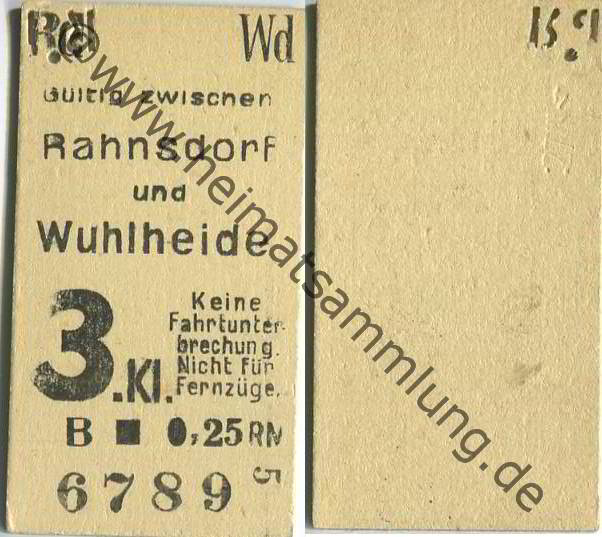 Wd
Gültig zwischen
Rahnsdorf
und
Wuhlheide
3.Kl.
Keine
Fahrtunter-
brechung.
Nicht für
Fernzüge.
B ■ 0,25 RM
6789
5
©www.heimatsammlung.de